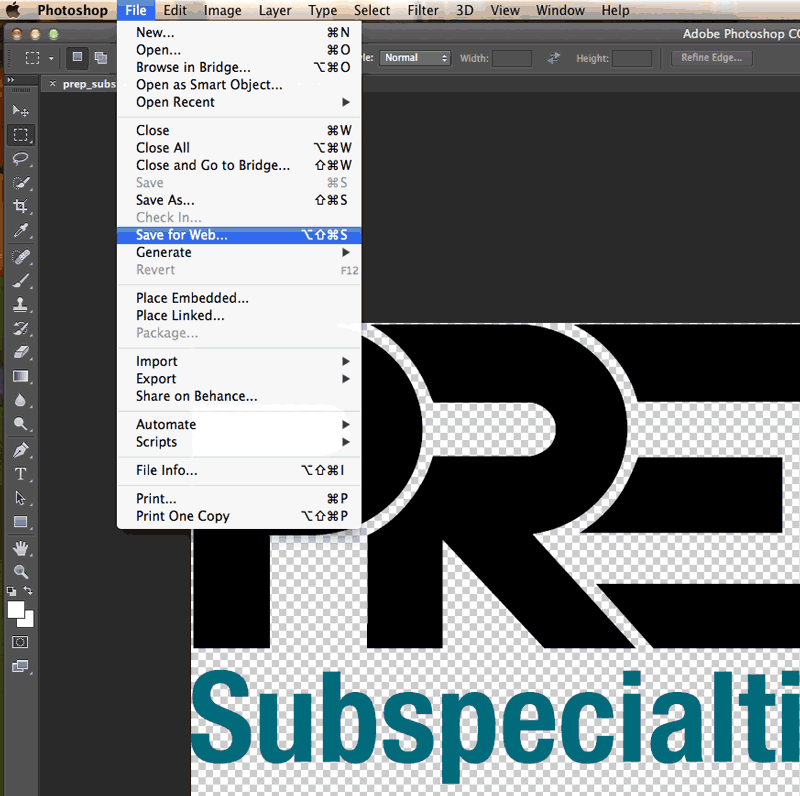 Photoshop File Edit Image Layer Type Select Filter 3D View Window Help
Adobe Photoshop CC
Normal Width: Height: Refine Edge...
× prep_subs
New... ⌘N
Open... ⌘O
Browse in Bridge... ⌥⌘O
Open as Smart Object...
Open Recent ▶
Close ⌘W
Close All ⌥⌘W
Close and Go to Bridge... ⇧⌘W
Save ⌘S
Save As... ⇧⌘S
Check In...
Save for Web... ⌥⇧⌘S
Generate ▶
Revert F12
Place Embedded...
Place Linked...
Package...
Import ▶
Export ▶
Share on Behance...
Automate ▶
Scripts ▶
File Info... ⌥⇧⌘I
Print... ⌘P
Print One Copy ⌥⇧⌘P
PRE
Subspecialti